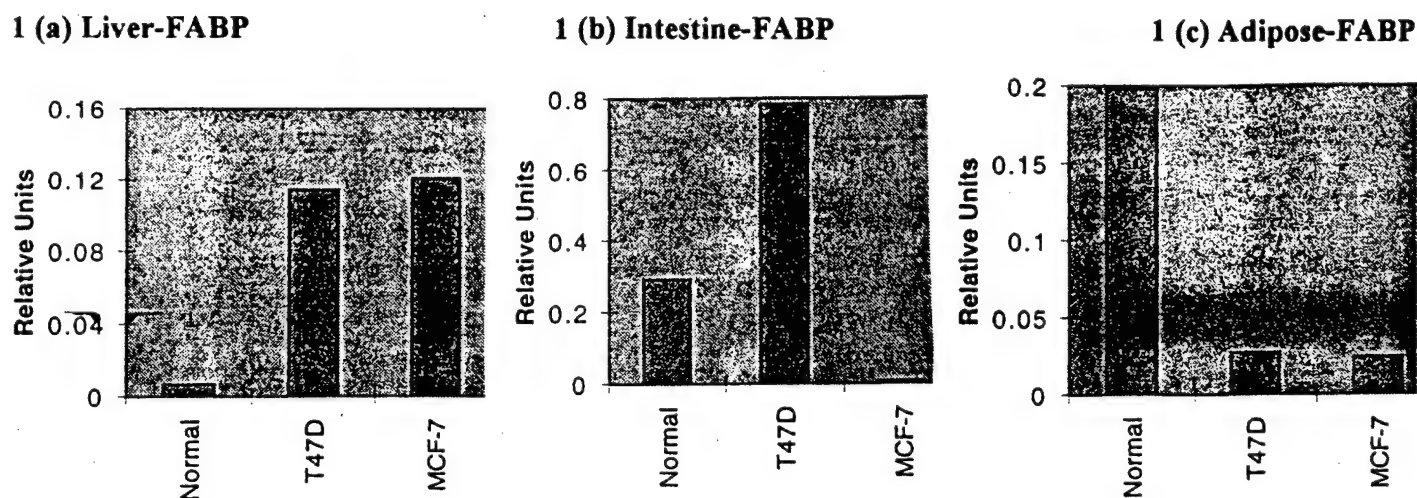 1 (a) Liver-FABP
Relative Units
0.16
0.12
0.08
0.04
0
Normal
T47D
MCF-7
1 (b) Intestine-FABP
Relative Units
0.8
0.6
0.4
0.2
0
Normal
T47D
MCF-7
1 (c) Adipose-FABP
Relative Units
0.2
0.15
0.1
0.05
0
Normal
T47D
MCF-7